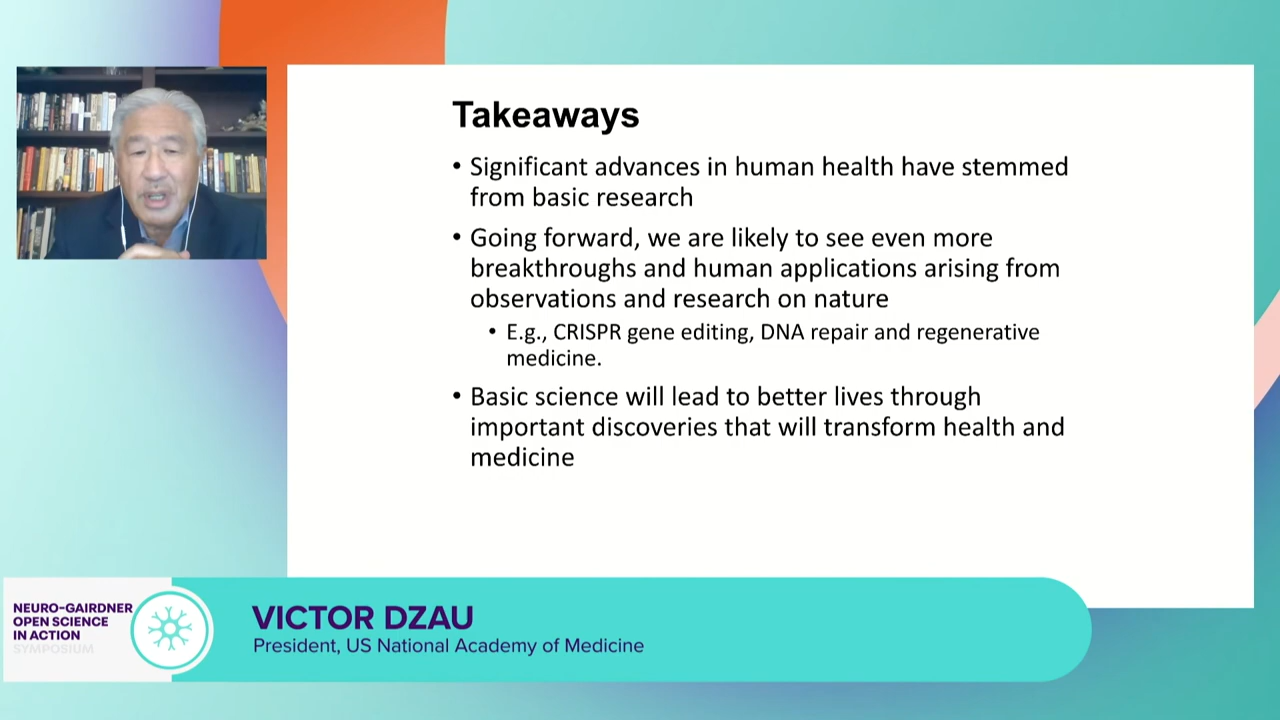 Takeaways
• Significant advances in human health have stemmed
from basic research
• Going forward, we are likely to see even more
breakthroughs and human applications arising from
observations and research on nature
• E.g., CRISPR gene editing, DNA repair and regenerative
medicine.
• Basic science will lead to better lives through
important discoveries that will transform health and
medicine
NEURO-GAIRDNER
OPEN SCIENCE
IN ACTION
SYMPOSIUM
VICTOR DZAU
President, US National Academy of Medicine